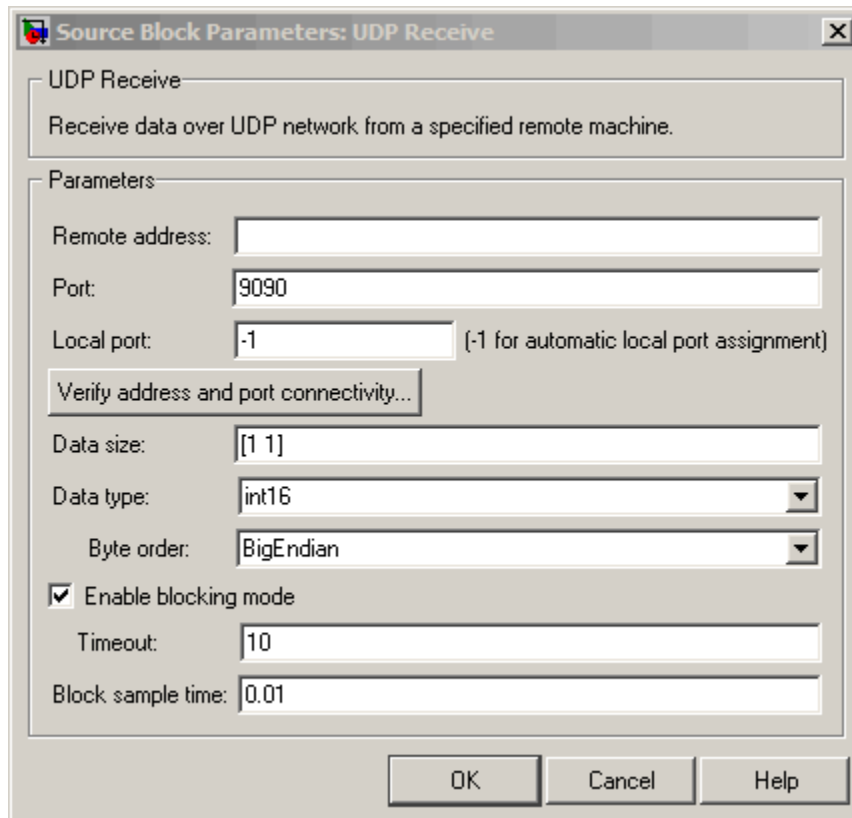 Source Block Parameters: UDP Receive
UDP Receive
Receive data over UDP network from a specified remote machine.
Parameters
Remote address:
Port: 9090
Local port: -1 (-1 for automatic local port assignment)
Verify address and port connectivity...
Data size: [1 1]
Data type: int16
Byte order: BigEndian
Enable blocking mode
Timeout: 10
Block sample time: 0.01
OK Cancel Help